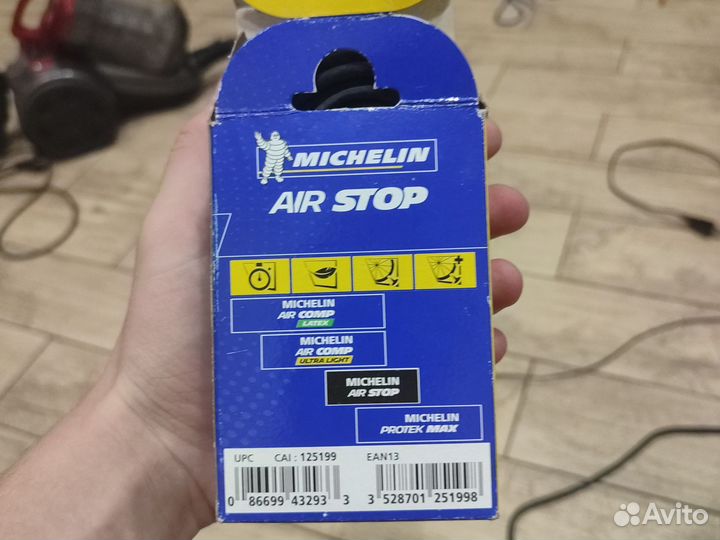 MICHELIN
AIR STOP
MICHELIN
AIR COMP
LATEX
MICHELIN
AIR COMP
ULTRA LIGHT
MICHELIN
AIR STOP
MICHELIN
PROTEK MAX
UPC CAI : 125199 EAN13
0 86699 43293 3 3 528701 251998
Avito